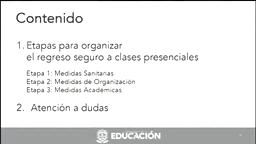 Contenido
1. Etapas para organizar
el regreso seguro a clases presenciales
Etapa 1: Medidas Sanitarias
Etapa 2: Medidas de Organización
Etapa 3: Medidas Académicas
2. Atención a dudas
EDUCACIÓN